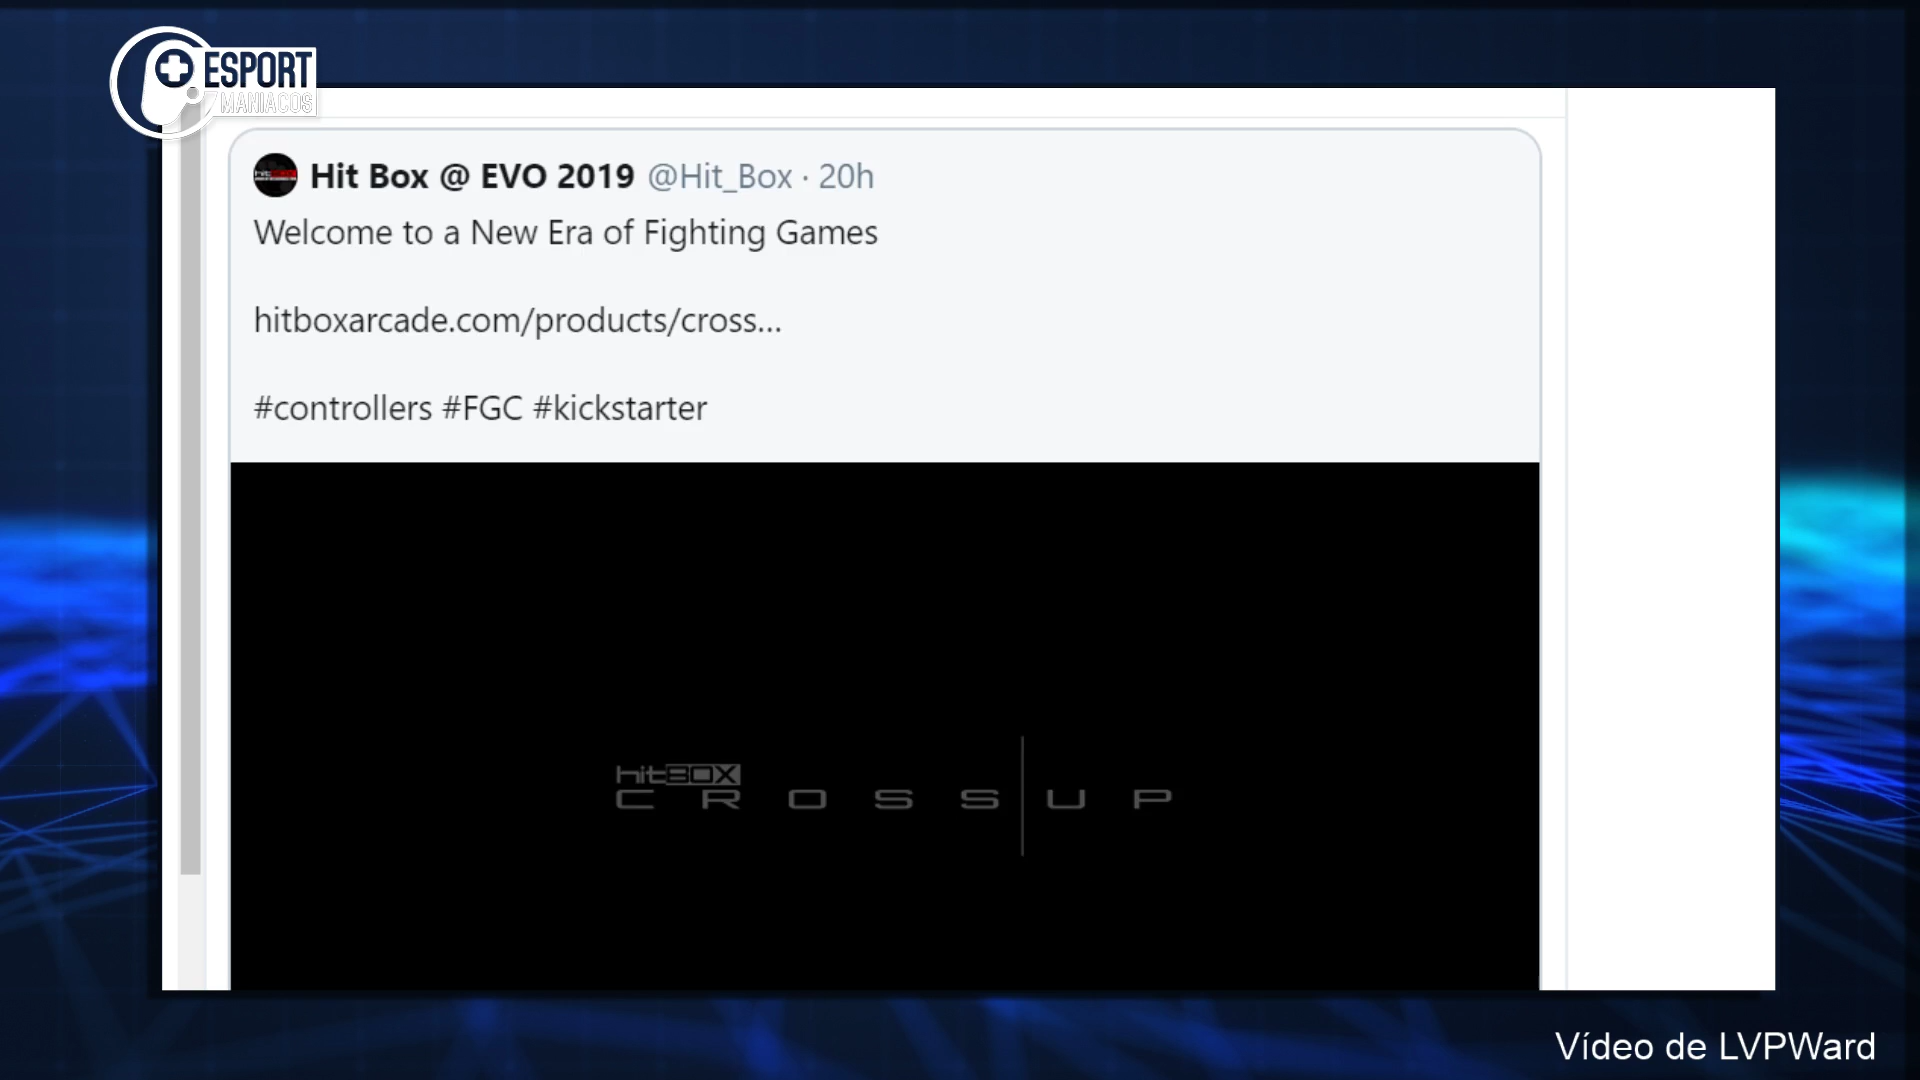 ESPORT
MANIACOS
Hit Box @ EVO 2019 @Hit_Box · 20h
Welcome to a New Era of Fighting Games
hitboxarcade.com/products/cross...
#controllers #FGC #kickstarter
hitBOX
CROSS|UP
Vídeo de LVPWard